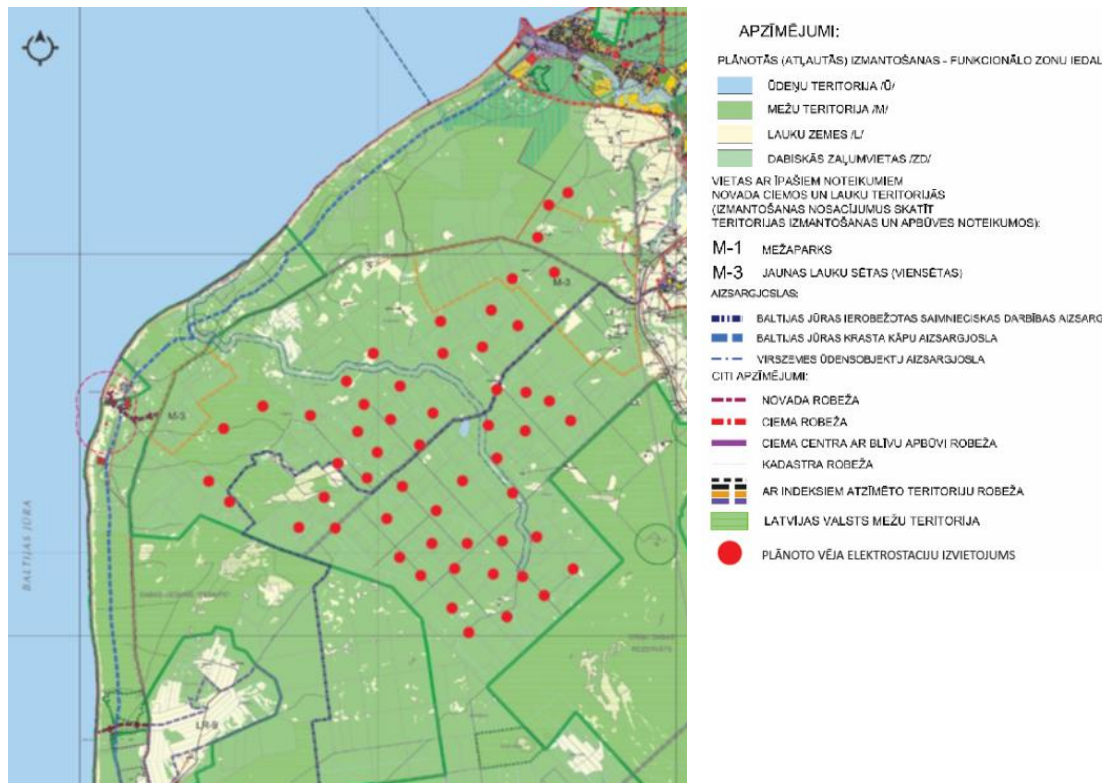 M-3
M-3
BALTIJAS JŪRA
LR-9
APZĪMĒJUMI:
PLĀNOTĀS (ATĻAUTĀS) IZMANTOŠANAS - FUNKCIONĀLO ZONU IEDAL
ŪDEŅU TERITORIJA /Ū/
MEŽU TERITORIJA /M/
LAUKU ZEMES /L/
DABISKĀS ZAĻUMVIETAS /ZD/
VIETAS AR ĪPAŠIEM NOTEIKUMIEM
NOVADA CIEMOS UN LAUKU TERITORIJĀS
(IZMANTOŠANAS NOSACĪJUMUS SKATĪT
TERITORIJAS IZMANTOŠANAS UN APBŪVES NOTEIKUMOS):
M-1 MEŽAPARKS
M-3 JAUNAS LAUKU SĒTAS (VIENSĒTAS)
AIZSARGJOSLAS:
BALTIJAS JŪRAS IEROBEŽOTAS SAIMNIECISKAS DARBĪBAS AIZSARG
BALTIJAS JŪRAS KRASTA KĀPU AIZSARGJOSLA
VIRSZEMES ŪDENSOBJEKTU AIZSARGJOSLA
CITI APZĪMĒJUMI:
NOVADA ROBEŽA
CIEMA ROBEŽA
CIEMA CENTRA AR BLĪVU APBŪVI ROBEŽA
KADASTRA ROBEŽA
AR INDEKSIEM ATZĪMĒTO TERITORIJU ROBEŽA
LATVIJAS VALSTS MEŽU TERITORIJA
PLĀNOTO VĒJA ELEKTROSTACIJU IZVIETOJUMS